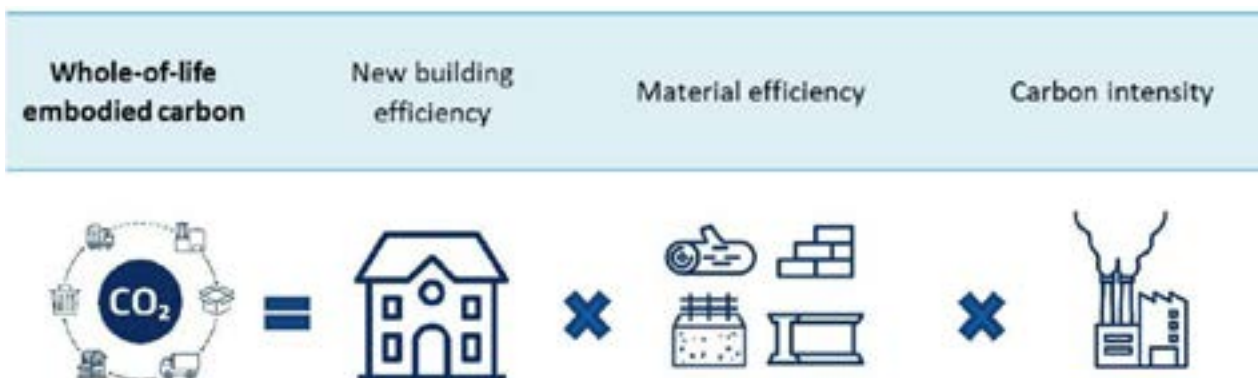 Whole-of-life
embodied carbon
New building
efficiency
Material efficiency
Carbon intensity
CO₂